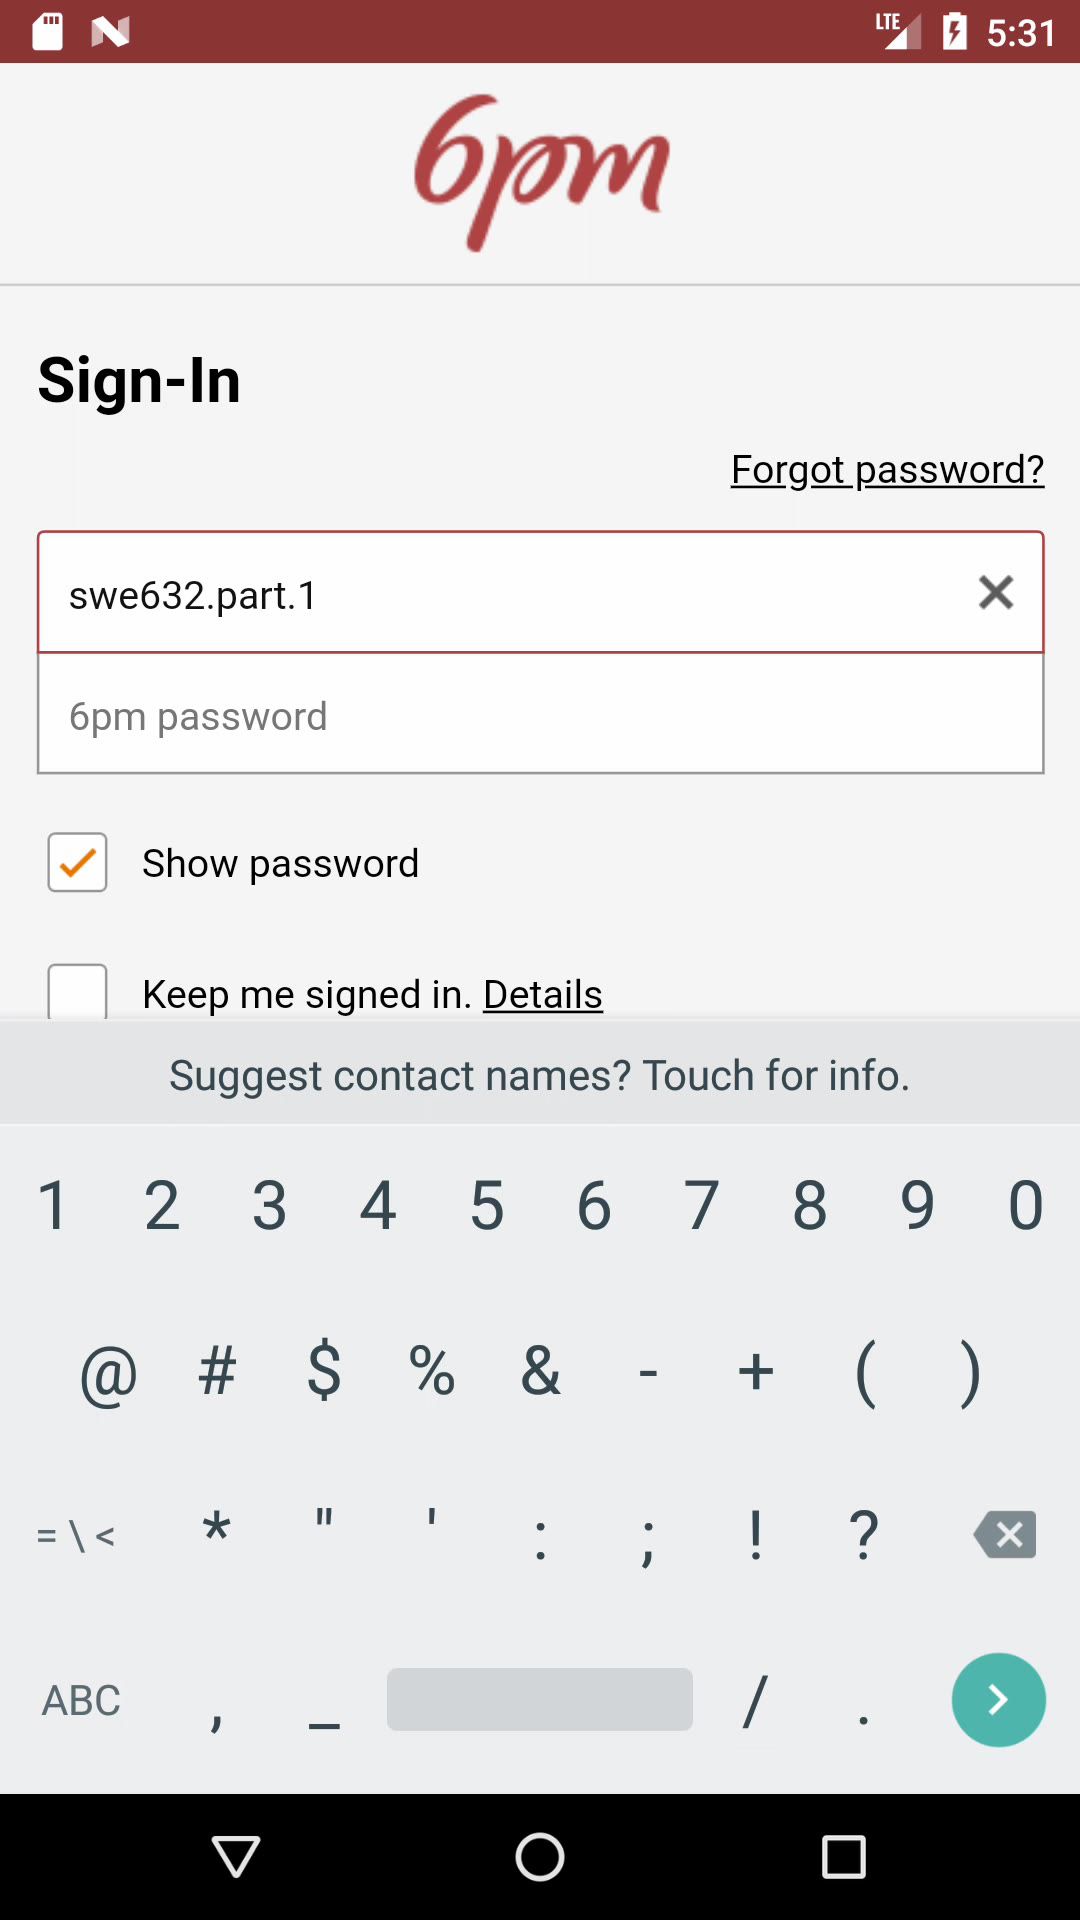 LTE 5:31
6pm
Sign-In
Forgot password?
swe632.part.1
6pm password
Show password
Keep me signed in. Details
Suggest contact names? Touch for info.
1 2 3 4 5 6 7 8 9 0
@ # $ % & - + ( )
= \ < * " ' : ; ! ?
ABC , _ / .